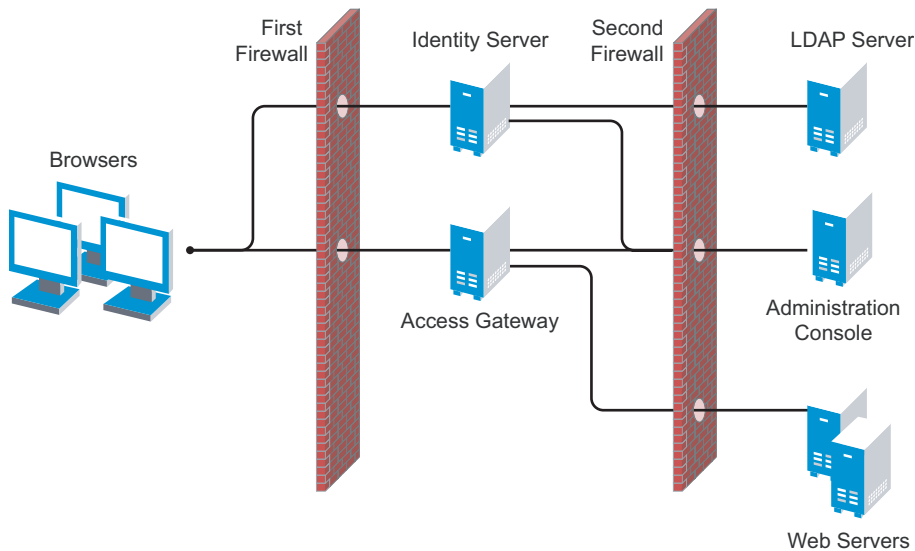 First
Firewall
Identity Server
Second
Firewall
LDAP Server
Browsers
Access Gateway
Administration
Console
Web Servers